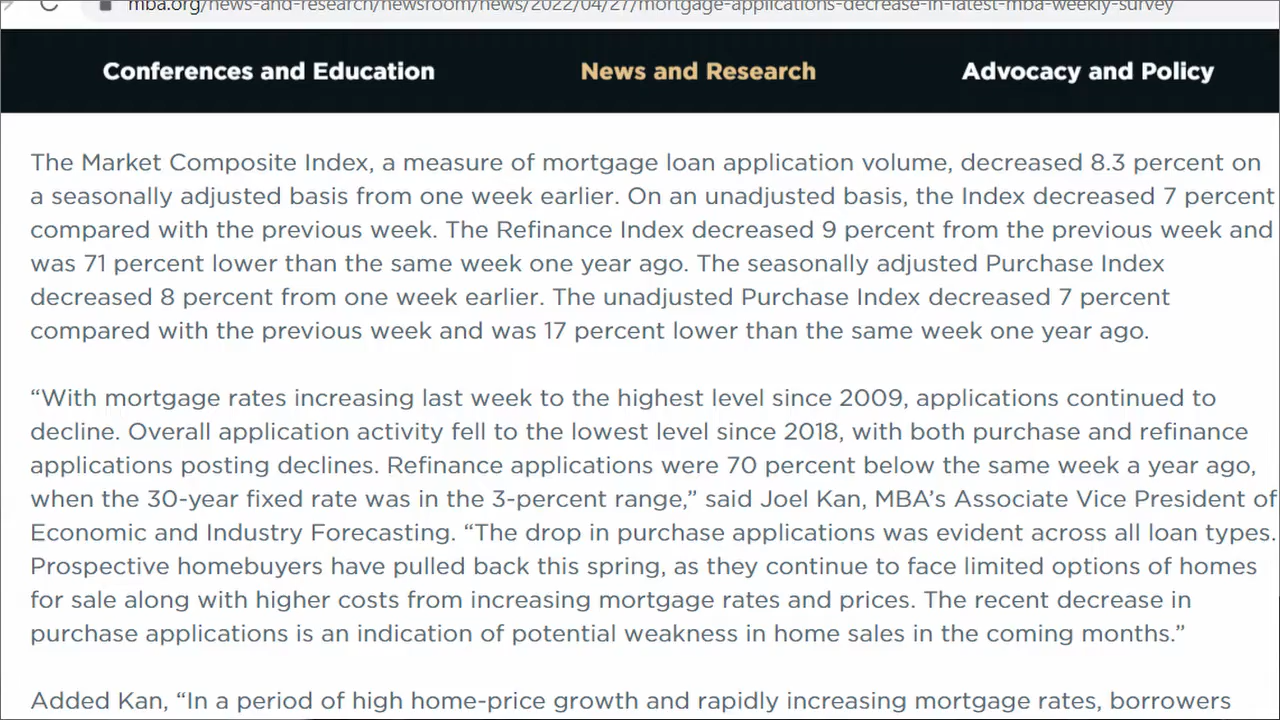 mba.org/news-and-research/newsroom/news/2022/04/27/mortgage-applications-decrease-in-latest-mba-weekly-survey
Conferences and Education News and Research Advocacy and Policy
The Market Composite Index, a measure of mortgage loan application volume, decreased 8.3 percent on
a seasonally adjusted basis from one week earlier. On an unadjusted basis, the Index decreased 7 percent
compared with the previous week. The Refinance Index decreased 9 percent from the previous week and
was 71 percent lower than the same week one year ago. The seasonally adjusted Purchase Index
decreased 8 percent from one week earlier. The unadjusted Purchase Index decreased 7 percent
compared with the previous week and was 17 percent lower than the same week one year ago.
“With mortgage rates increasing last week to the highest level since 2009, applications continued to
decline. Overall application activity fell to the lowest level since 2018, with both purchase and refinance
applications posting declines. Refinance applications were 70 percent below the same week a year ago,
when the 30-year fixed rate was in the 3-percent range,” said Joel Kan, MBA’s Associate Vice President of
Economic and Industry Forecasting. “The drop in purchase applications was evident across all loan types.
Prospective homebuyers have pulled back this spring, as they continue to face limited options of homes
for sale along with higher costs from increasing mortgage rates and prices. The recent decrease in
purchase applications is an indication of potential weakness in home sales in the coming months.”
Added Kan, “In a period of high home-price growth and rapidly increasing mortgage rates, borrowers